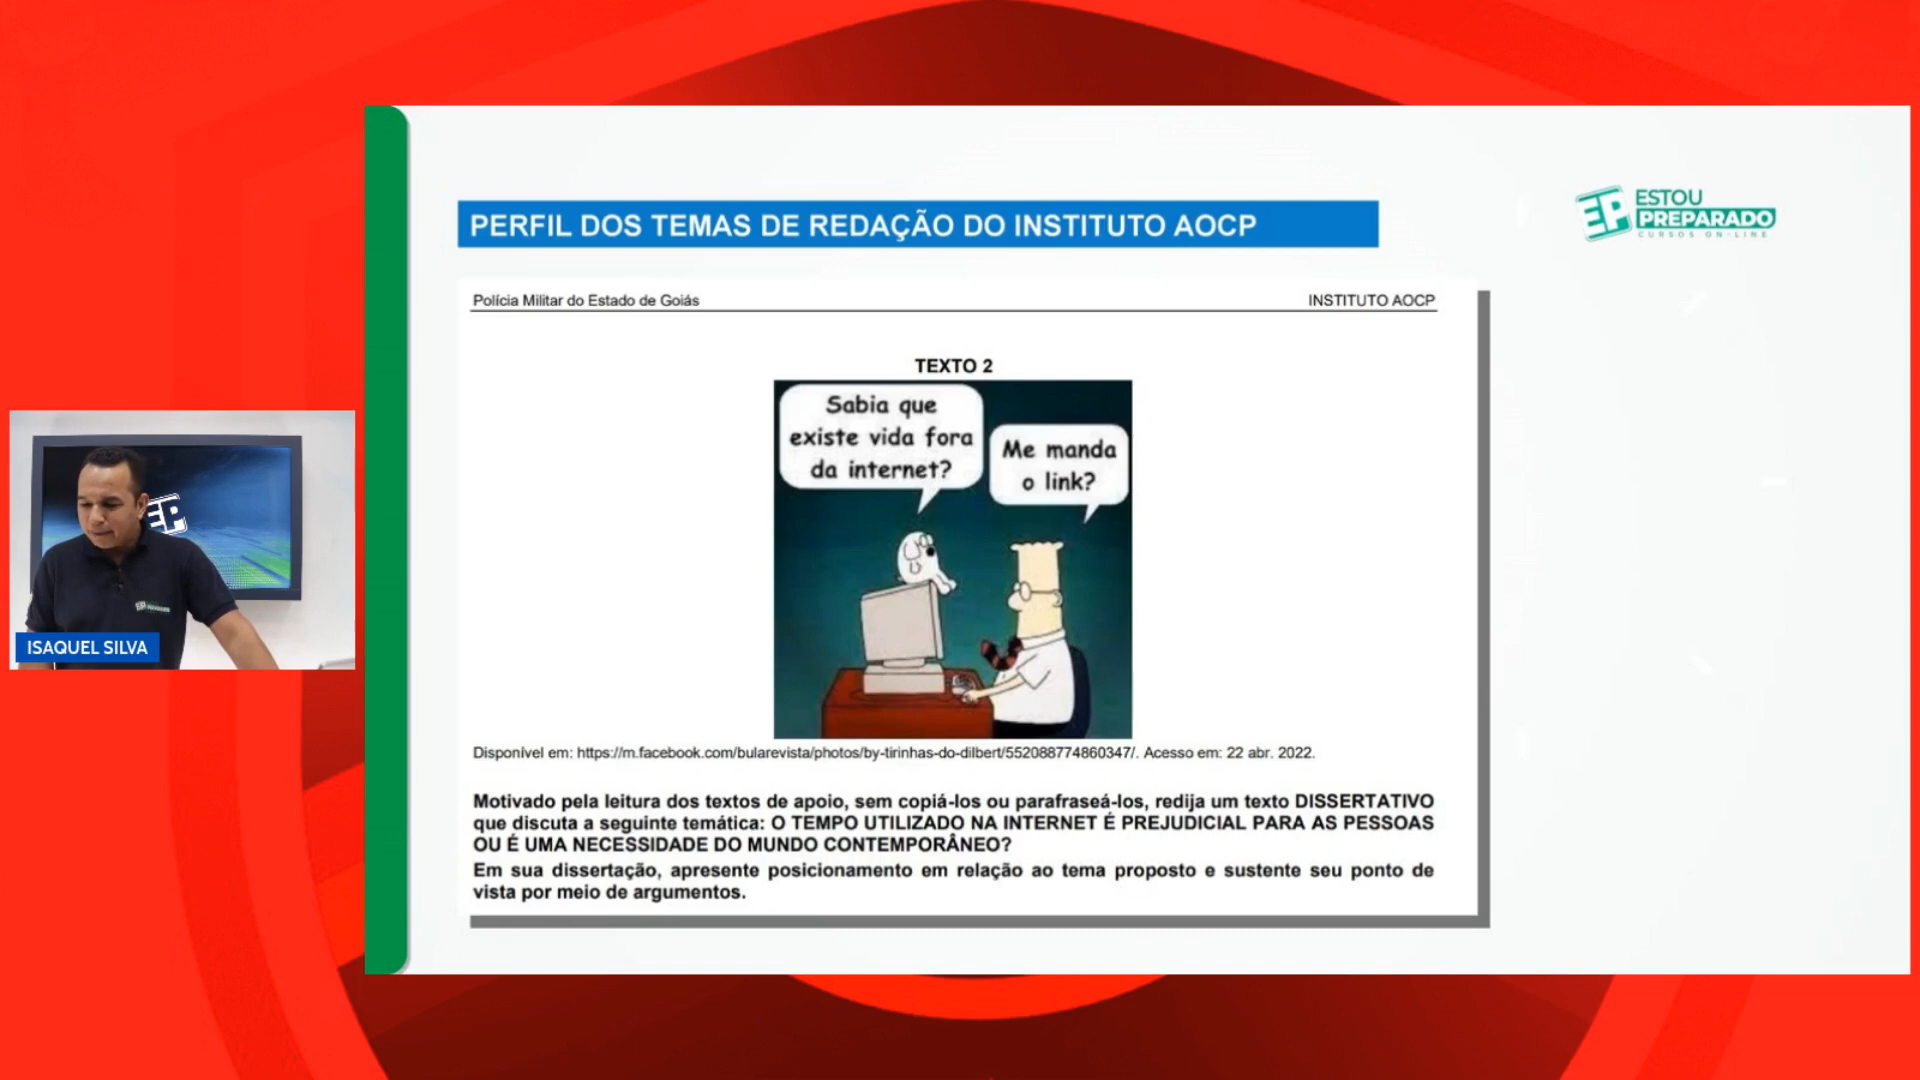 PERFIL DOS TEMAS DE REDAÇÃO DO INSTITUTO AOCP
EP ESTOU
PREPARADO
CURSOS ON-LINE
Polícia Militar do Estado de Goiás INSTITUTO AOCP
TEXTO 2
Sabia que
existe vida fora
da internet?
Me manda
o link?
Disponível em: https://m.facebook.com/bularevista/photos/by-tirinhas-do-dilbert/552088774860347/. Acesso em: 22 abr. 2022.
Motivado pela leitura dos textos de apoio, sem copiá-los ou parafraseá-los, redija um texto DISSERTATIVO
que discuta a seguinte temática: O TEMPO UTILIZADO NA INTERNET É PREJUDICIAL PARA AS PESSOAS
OU É UMA NECESSIDADE DO MUNDO CONTEMPORÂNEO?
Em sua dissertação, apresente posicionamento em relação ao tema proposto e sustente seu ponto de
vista por meio de argumentos.
EP
ISAQUEL SILVA